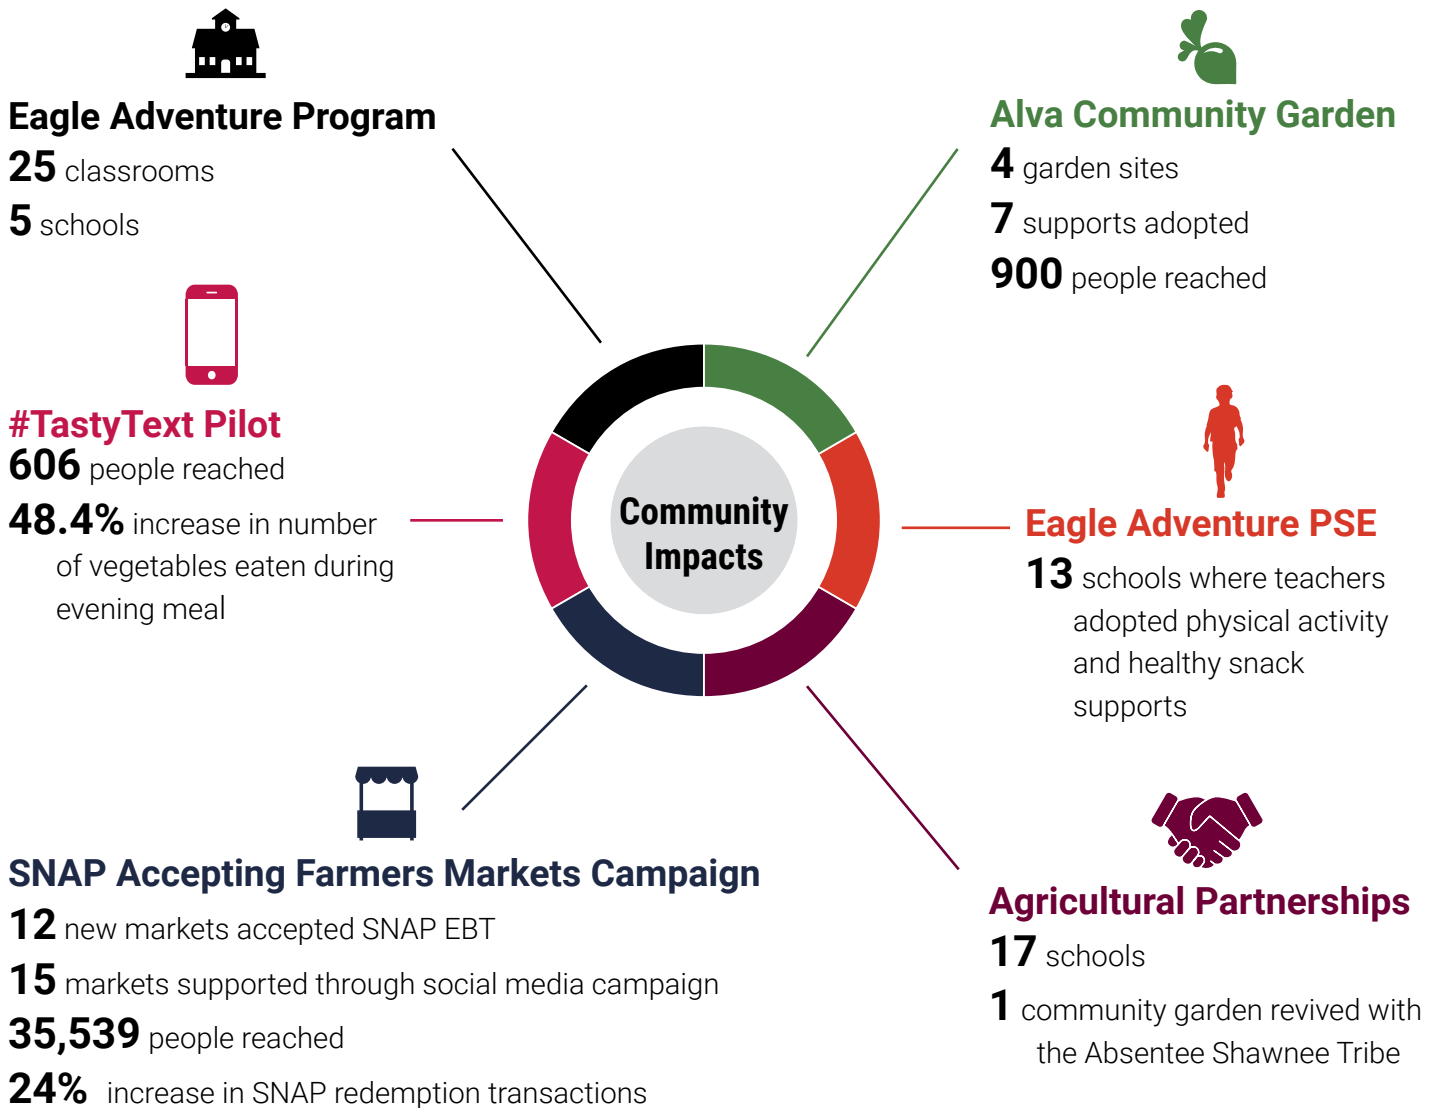 Eagle Adventure Program
25 classrooms
5 schools
#TastyText Pilot
606 people reached
48.4% increase in number
of vegetables eaten during
evening meal
SNAP Accepting Farmers Markets Campaign
12 new markets accepted SNAP EBT
15 markets supported through social media campaign
35,539 people reached
24% increase in SNAP redemption transactions
Community
Impacts
Alva Community Garden
4 garden sites
7 supports adopted
900 people reached
Eagle Adventure PSE
13 schools where teachers
adopted physical activity
and healthy snack
supports
Agricultural Partnerships
17 schools
1 community garden revived with
the Absentee Shawnee Tribe